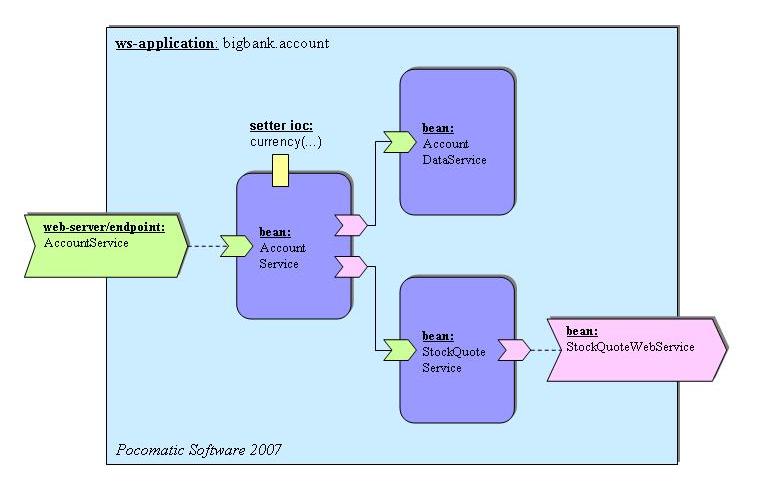 ws-application: bigbank.account
bean:
Account
DataService
setter ioc:
currency(...)
web-server/endpoint:
AccountService
bean:
Account
Service
bean:
StockQuote
Service
bean:
StockQuoteWebService
Pocomatic Software 2007